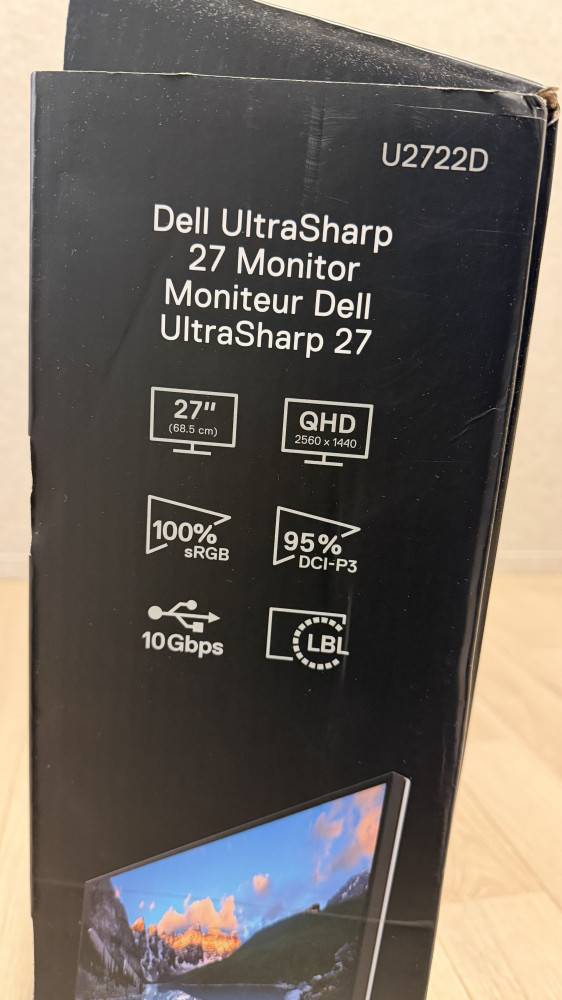 U2722D
Dell UltraSharp
27 Monitor
Moniteur Dell
UltraSharp 27
27"
(68.5 cm)
QHD
2560 x 1440
100%
sRGB
95%
DCI-P3
10Gbps
LBL